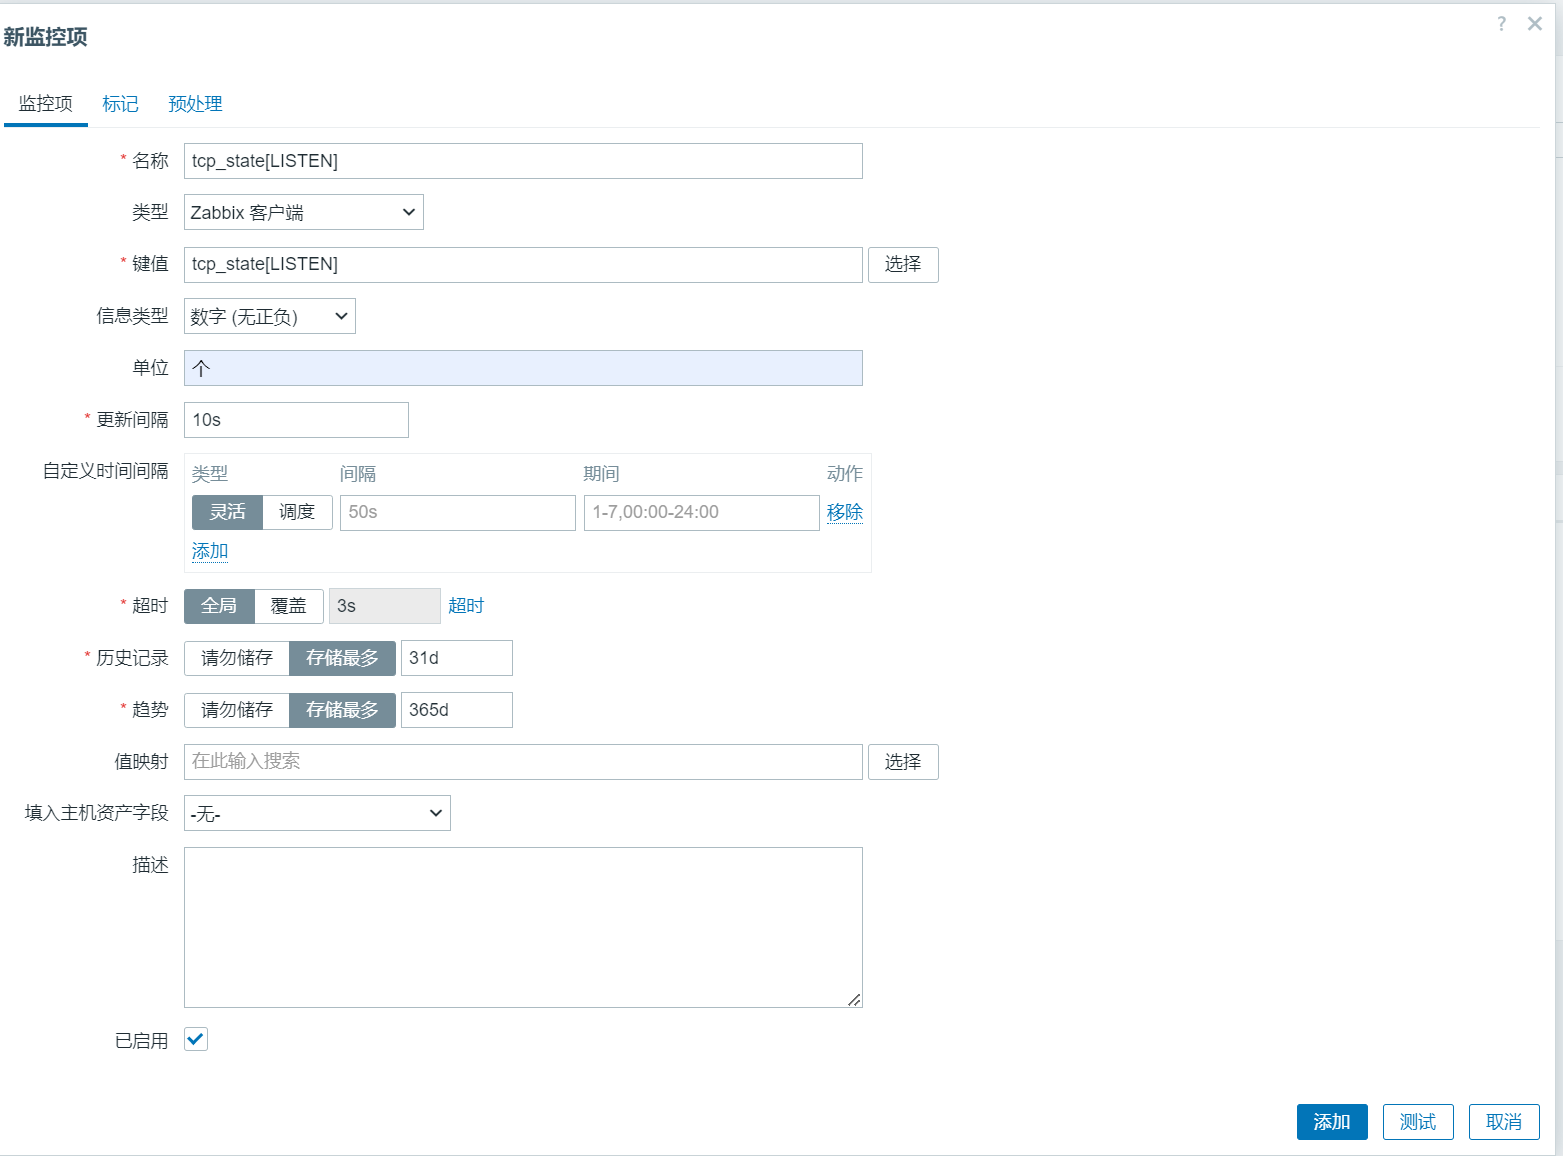 新监控项
?
监控项 标记 预处理
* 名称 tcp_state[LISTEN]
类型 Zabbix 客户端
* 键值 tcp_state[LISTEN] 选择
信息类型 数字 (无正负)
单位 个
* 更新间隔 10s
自定义时间间隔 类型 间隔 期间 动作
灵活 调度 50s 1-7,00:00-24:00 移除
添加
* 超时 全局 覆盖 3s 超时
* 历史记录 请勿储存 存储最多 31d
* 趋势 请勿储存 存储最多 365d
值映射 在此输入搜索 选择
填入主机资产字段 -无-
描述
已启用
添加 测试 取消